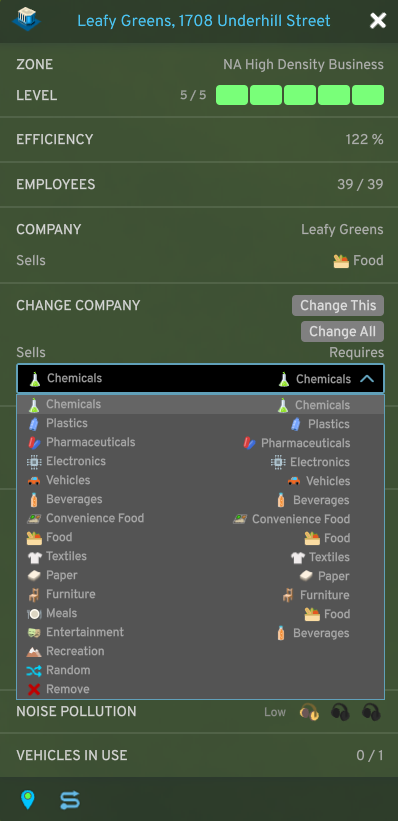 Leafy Greens, 1708 Underhill Street
ZONE NA High Density Business
LEVEL 5 / 5
EFFICIENCY 122 %
EMPLOYEES 39 / 39
COMPANY Leafy Greens
Sells Food
CHANGE COMPANY Change This
Change All
Sells Requires
Chemicals Chemicals
Chemicals Chemicals
Plastics Plastics
Pharmaceuticals Pharmaceuticals
Electronics Electronics
Vehicles Vehicles
Beverages Beverages
Convenience Food Convenience Food
Food Food
Textiles Textiles
Paper Paper
Furniture Furniture
Meals Food
Entertainment Beverages
Recreation
Random
Remove
NOISE POLLUTION Low
VEHICLES IN USE 0 / 1